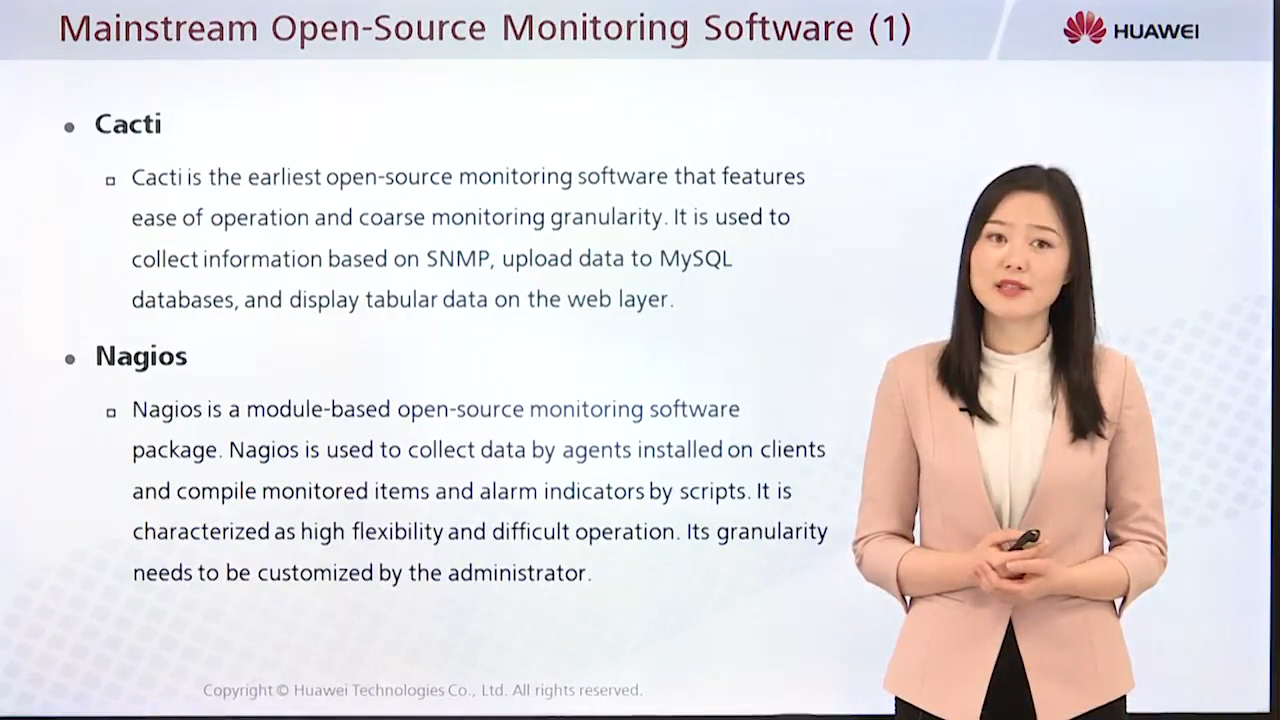 Mainstream Open-Source Monitoring Software (1)
HUAWEI
Cacti
Cacti is the earliest open-source monitoring software that features
ease of operation and coarse monitoring granularity. It is used to
collect information based on SNMP, upload data to MySQL
databases, and display tabular data on the web layer.
Nagios
Nagios is a module-based open-source monitoring software
package. Nagios is used to collect data by agents installed on clients
and compile monitored items and alarm indicators by scripts. It is
characterized as high flexibility and difficult operation. Its granularity
needs to be customized by the administrator.
Copyright © Huawei Technologies Co., Ltd. All rights reserved.